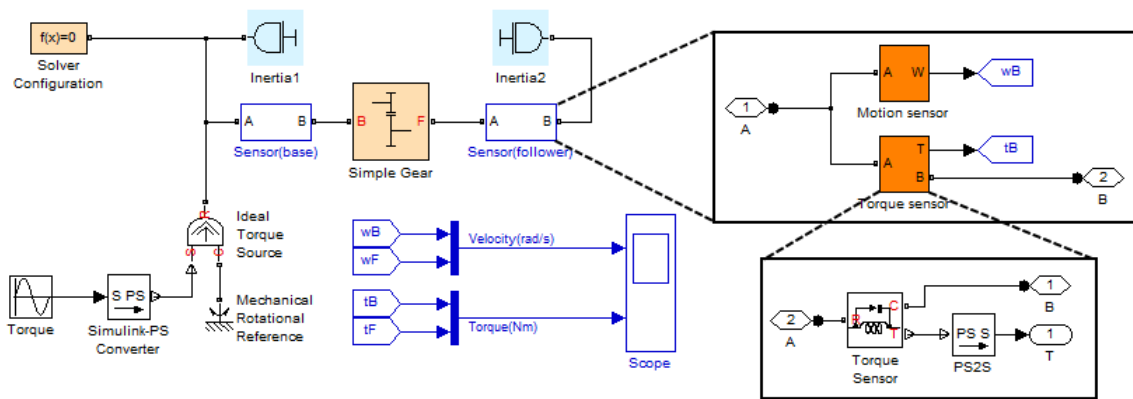 f(x)=0
Solver
Configuration
Inertia1
Inertia2
A B
Sensor(base)
B F
Simple Gear
A B
Sensor(follower)
R
S
C
Ideal
Torque
Source
Torque
S PS
Simulink-PS
Converter
Mechanical
Rotational
Reference
wB
wF
Velocity(rad/s)
tB
tF
Torque(Nm)
Scope
1
A
A W
Motion sensor
wB
A T
B
Torque sensor
tB
2
B
2
A
R C
T
Torque
Sensor
PS S
PS2S
1
B
1
T